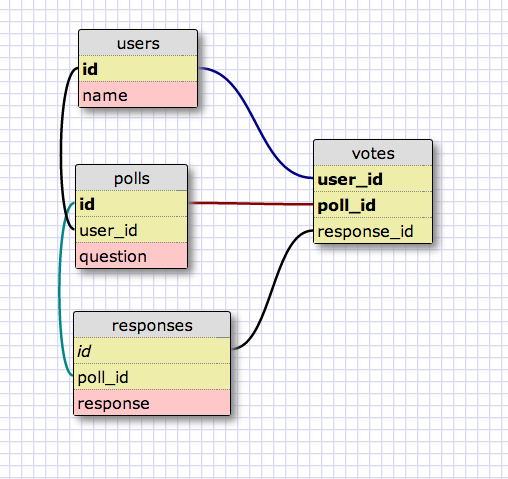 users
id
name
polls
id
user_id
question
responses
id
poll_id
response
votes
user_id
poll_id
response_id